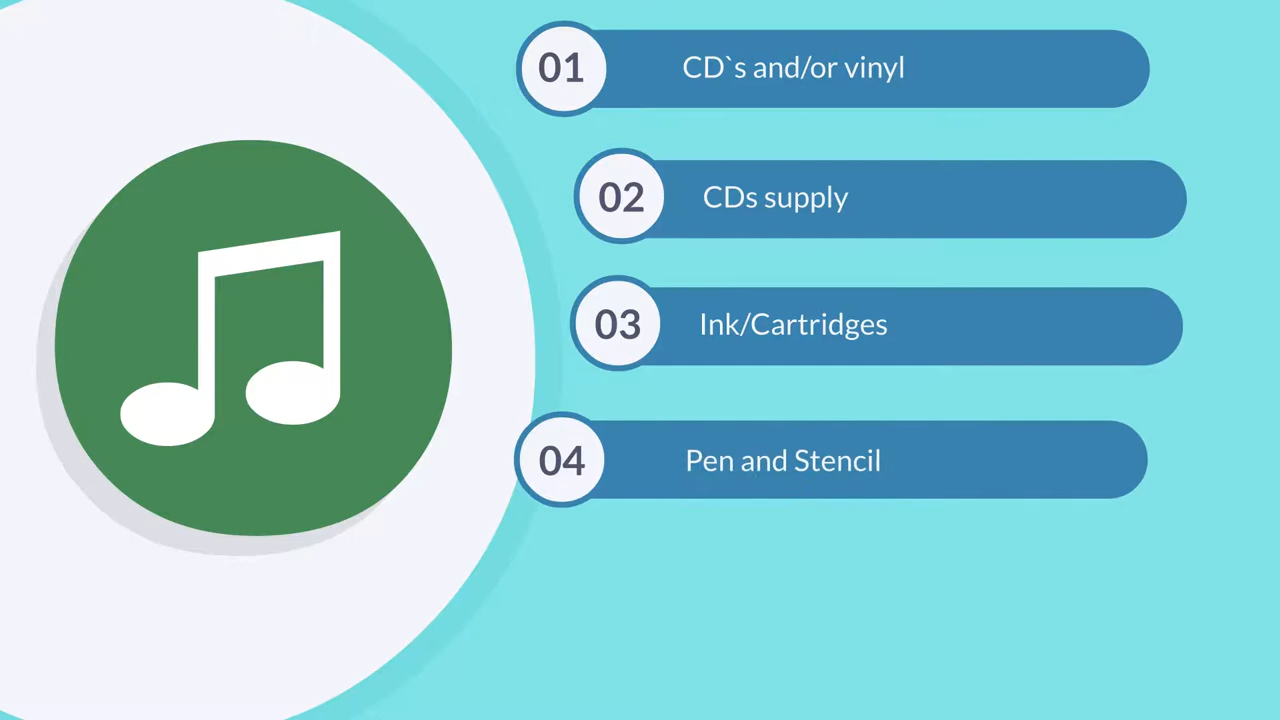 01 CD`s and/or vinyl
02 CDs supply
03 Ink/Cartridges
04 Pen and Stencil